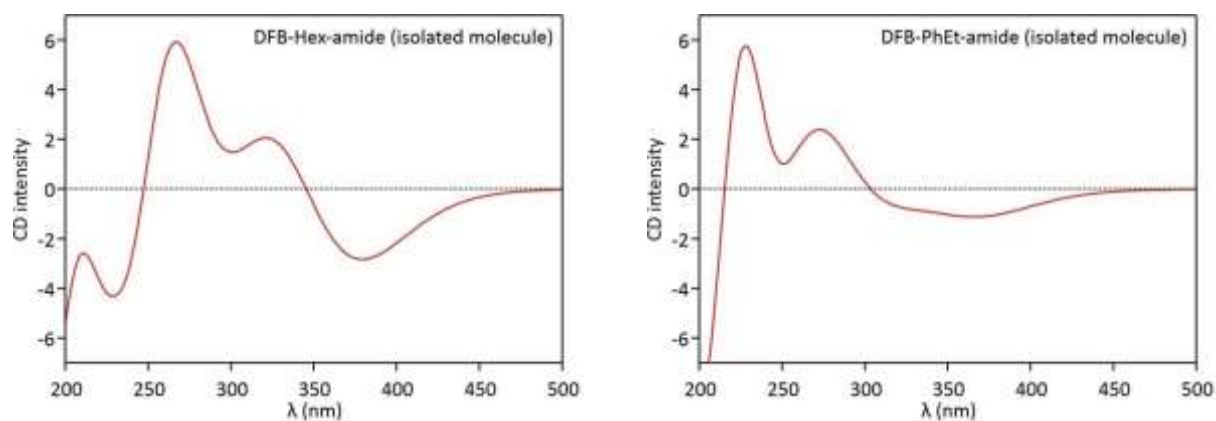 DFB-Hex-amide (isolated molecule)
CD intensity
6
4
2
0
-2
-4
-6
200 250 300 350 400 450 500
λ (nm)
DFB-PhEt-amide (isolated molecule)
CD intensity
6
4
2
0
-2
-4
-6
200 250 300 350 400 450 500
λ (nm)